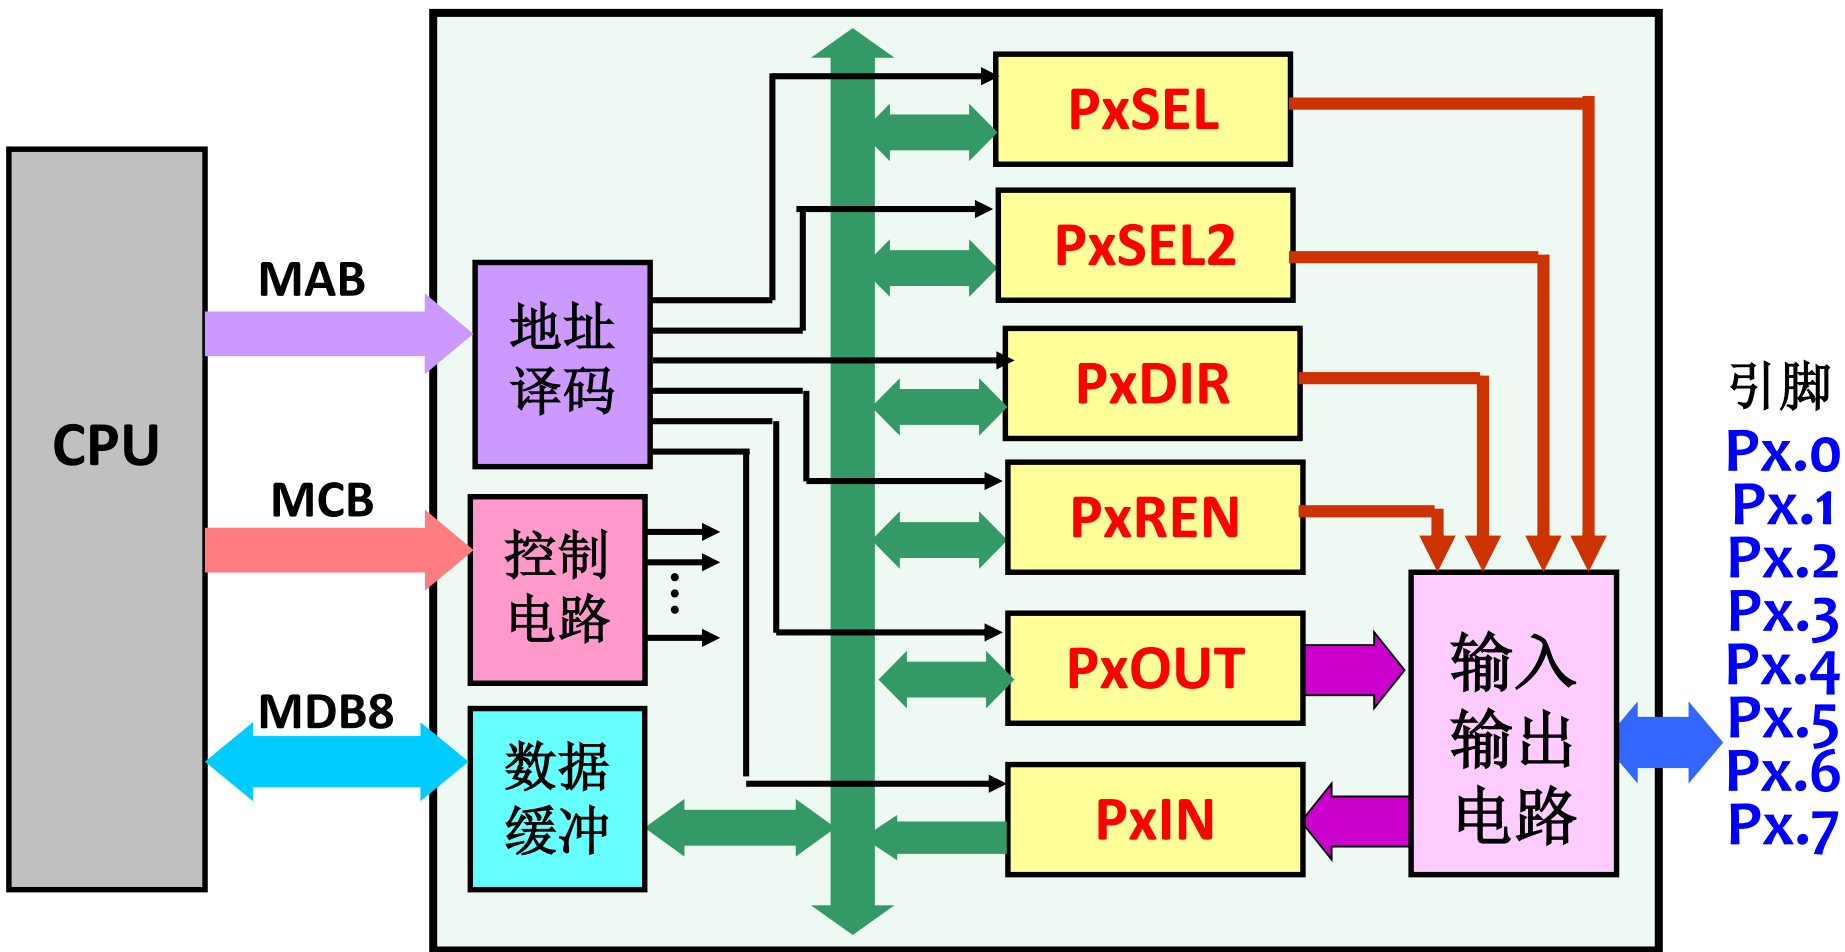 CPU
MAB
MCB
MDB8
地址
译码
控制
电路
数据
缓冲
PxSEL
PxSEL2
PxDIR
PxREN
PxOUT
PxIN
输入
输出
电路
引脚
Px.0
Px.1
Px.2
Px.3
Px.4
Px.5
Px.6
Px.7